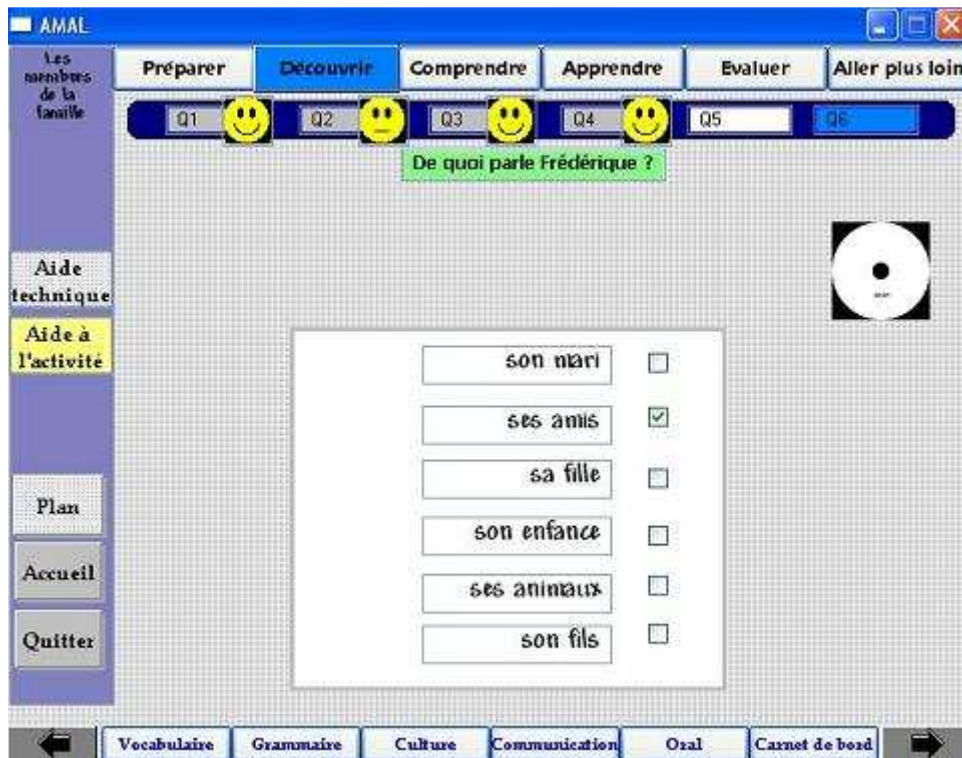 AMAL
Les
membres
de la
famille
Préparer Découvrir Comprendre Apprendre Evaluer Aller plus loin
Q1 Q2 Q3 Q4 Q5 Q6
De quoi parle Frédérique ?
Aide
technique
Aide à
l'activité
son mari
ses amis
sa fille
son enfance
ses animaux
son fils
Plan
Accueil
Quitter
Vocabulaire Grammaire Culture Communication Oral Carnet de bord